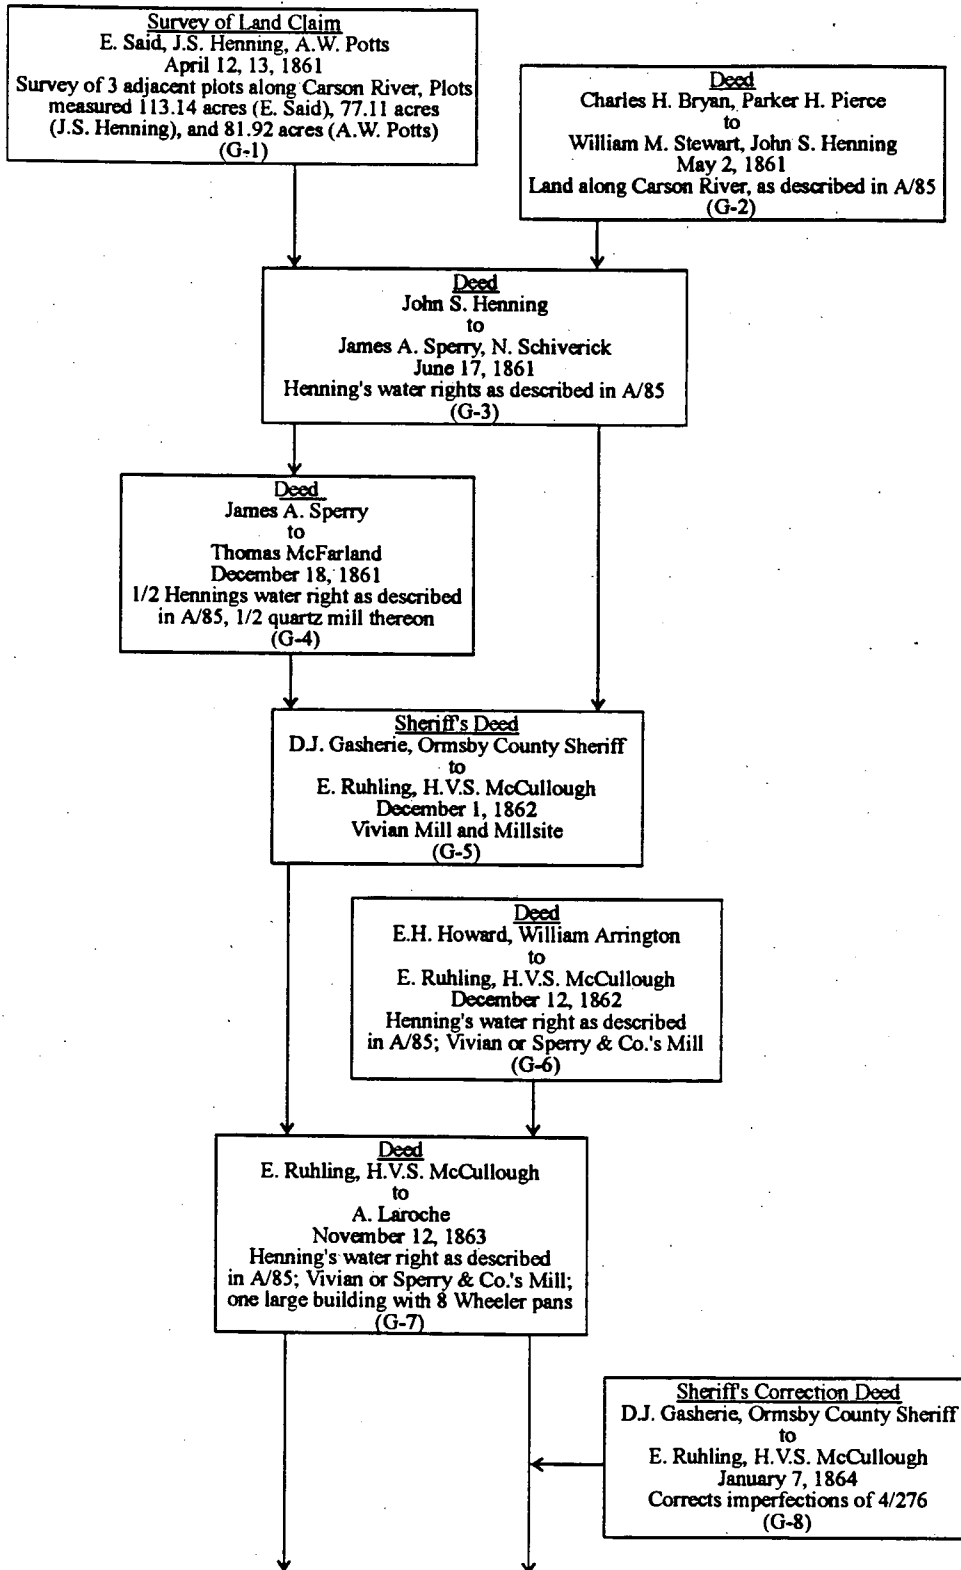 Survey of Land Claim
E. Said, J.S. Henning, A.W. Potts
April 12, 13, 1861
Survey of 3 adjacent plots along Carson River, Plots
measured 113.14 acres (E. Said), 77.11 acres
(J.S. Henning), and 81.92 acres (A.W. Potts)
(G-1)
Deed
Charles H. Bryan, Parker H. Pierce
to
William M. Stewart, John S. Henning
May 2, 1861
Land along Carson River, as described in A/85
(G-2)
Deed
John S. Henning
to
James A. Sperry, N. Schiverick
June 17, 1861
Henning's water rights as described in A/85
(G-3)
Deed
James A. Sperry
to
Thomas McFarland
December 18, 1861
1/2 Hennings water right as described
in A/85, 1/2 quartz mill thereon
(G-4)
Sheriff's Deed
D.J. Gasherie, Ormsby County Sheriff
to
E. Ruhling, H.V.S. McCullough
December 1, 1862
Vivian Mill and Millsite
(G-5)
Deed
E.H. Howard, William Arrington
to
E. Ruhling, H.V.S. McCullough
December 12, 1862
Henning's water right as described
in A/85; Vivian or Sperry & Co.'s Mill
(G-6)
Deed
E. Ruhling, H.V.S. McCullough
to
A. Laroche
November 12, 1863
Henning's water right as described
in A/85; Vivian or Sperry & Co.'s Mill;
one large building with 8 Wheeler pans
(G-7)
Sheriff's Correction Deed
D.J. Gasherie, Ormsby County Sheriff
to
E. Ruhling, H.V.S. McCullough
January 7, 1864
Corrects imperfections of 4/276
(G-8)